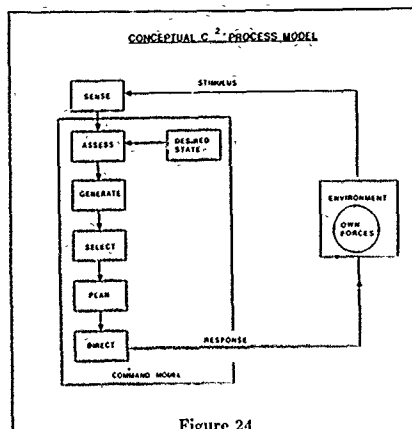 CONCEPTUAL C² PROCESS MODEL
STIMULUS
SENSE
ASSESS
DESIRED
STATE
GENERATE
ENVIRONMENT
OWN
FORCES
SELECT
PLAN
DIRECT
RESPONSE
COMMAND MODEL
Figure 24